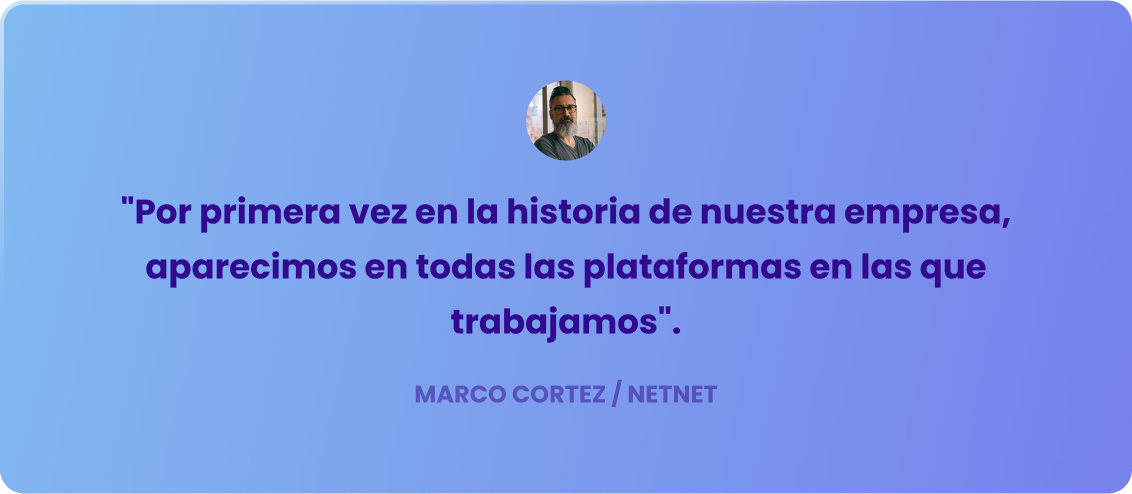 "Por primera vez en la historia de nuestra empresa,
aparecimos en todas las plataformas en las que
trabajamos".
MARCO CORTEZ / NETNET